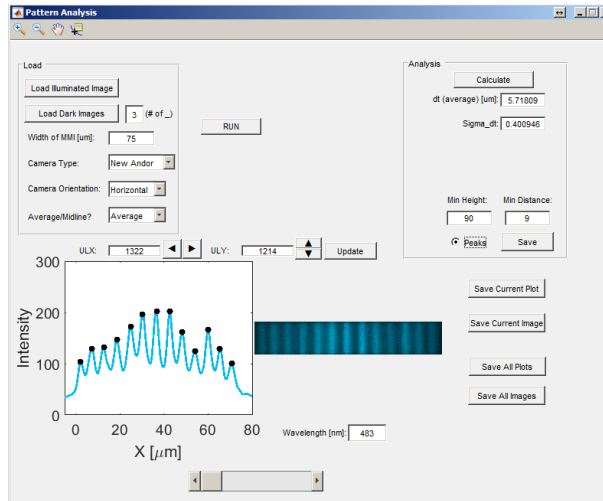 Pattern Analysis
Load
Load Illuminated Image
Load Dark Images 3 (# of _)
Width of MMI [um]: 75
Camera Type: New Andor
Camera Orientation: Horizontal
Average/Midline? Average
RUN
Analysis
Calculate
dt (average) [um]: 5.71809
Sigma_dt: 0.400946
Min Height: Min Distance:
90 9
Peaks Save
ULX: 1322 ULY: 1214 Update
300
200
100
0
Intensity
0 20 40 60 80
X [μm]
Wavelength [nm]: 483
Save Current Plot
Save Current Image
Save All Plots
Save All Images